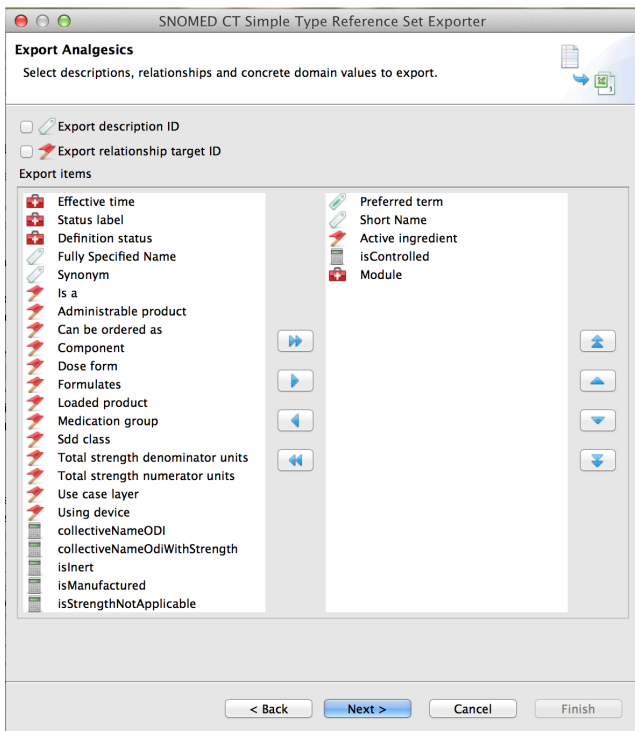 SNOMED CT Simple Type Reference Set Exporter
Export Analgesics
Select descriptions, relationships and concrete domain values to export.
Export description ID
Export relationship target ID
Export items
Effective time
Status label
Definition status
Fully Specified Name
Synonym
Is a
Administrable product
Can be ordered as
Component
Dose form
Formulates
Loaded product
Medication group
Sdd class
Total strength denominator units
Total strength numerator units
Use case layer
Using device
collectiveNameODI
collectiveNameOdiWithStrength
isInert
isManufactured
isStrengthNotApplicable
Preferred term
Short Name
Active ingredient
isControlled
Module
< Back
Next >
Cancel
Finish